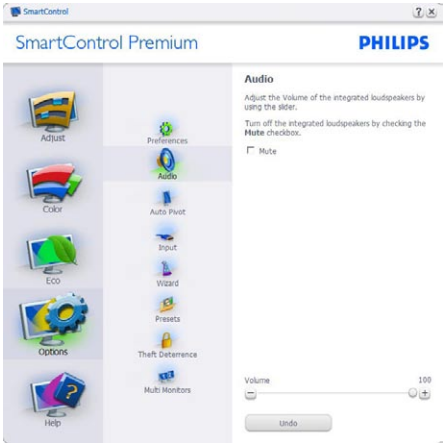 SmartControl
SmartControl Premium
PHILIPS
Adjust
Color
Eco
Options
Help
Preferences
Audio
Auto Pivot
Input
Wizard
Presets
Theft Deterrence
Multi Monitors
Audio
Adjust the Volume of the integrated loudspeakers by
using the slider.
Turn off the integrated loudspeakers by checking the
Mute checkbox.
Mute
Volume 100
Undo